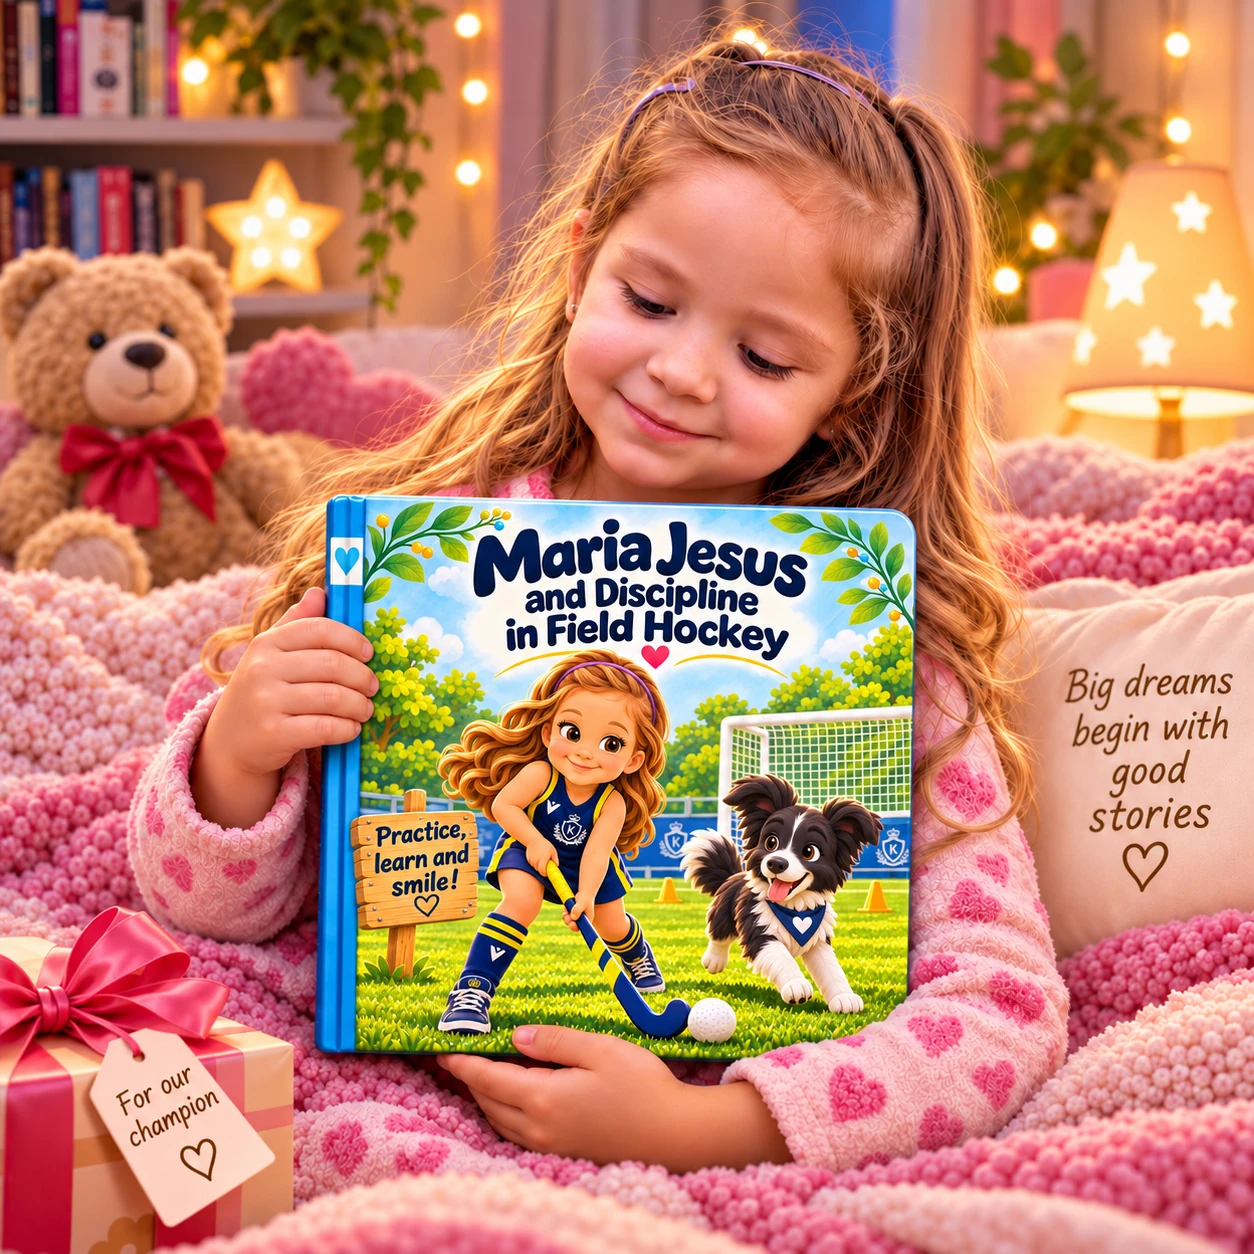 Maria Jesus
and Discipline
in Field Hockey
Practice,
learn and
smile!
K
K
K
Big dreams
begin with
good
stories
For our
champion